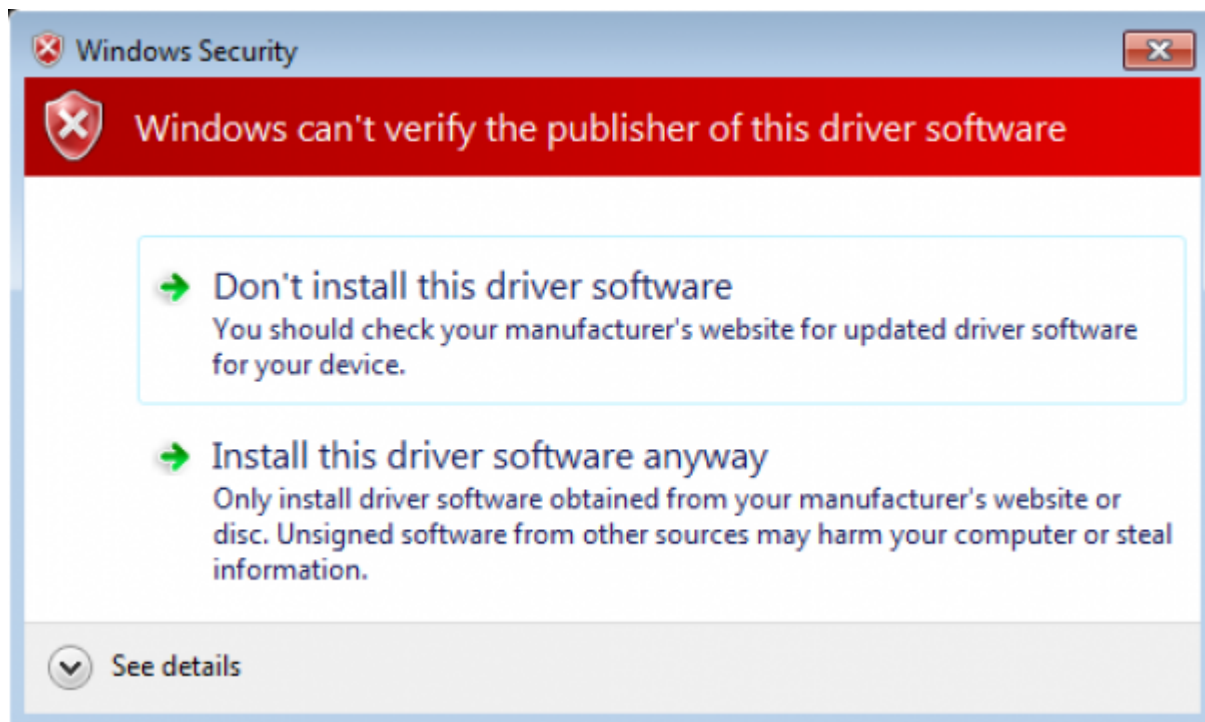 Windows Security
Windows can't verify the publisher of this driver software
Don't install this driver software
You should check your manufacturer's website for updated driver software
for your device.
Install this driver software anyway
Only install driver software obtained from your manufacturer's website or
disc. Unsigned software from other sources may harm your computer or steal
information.
See details